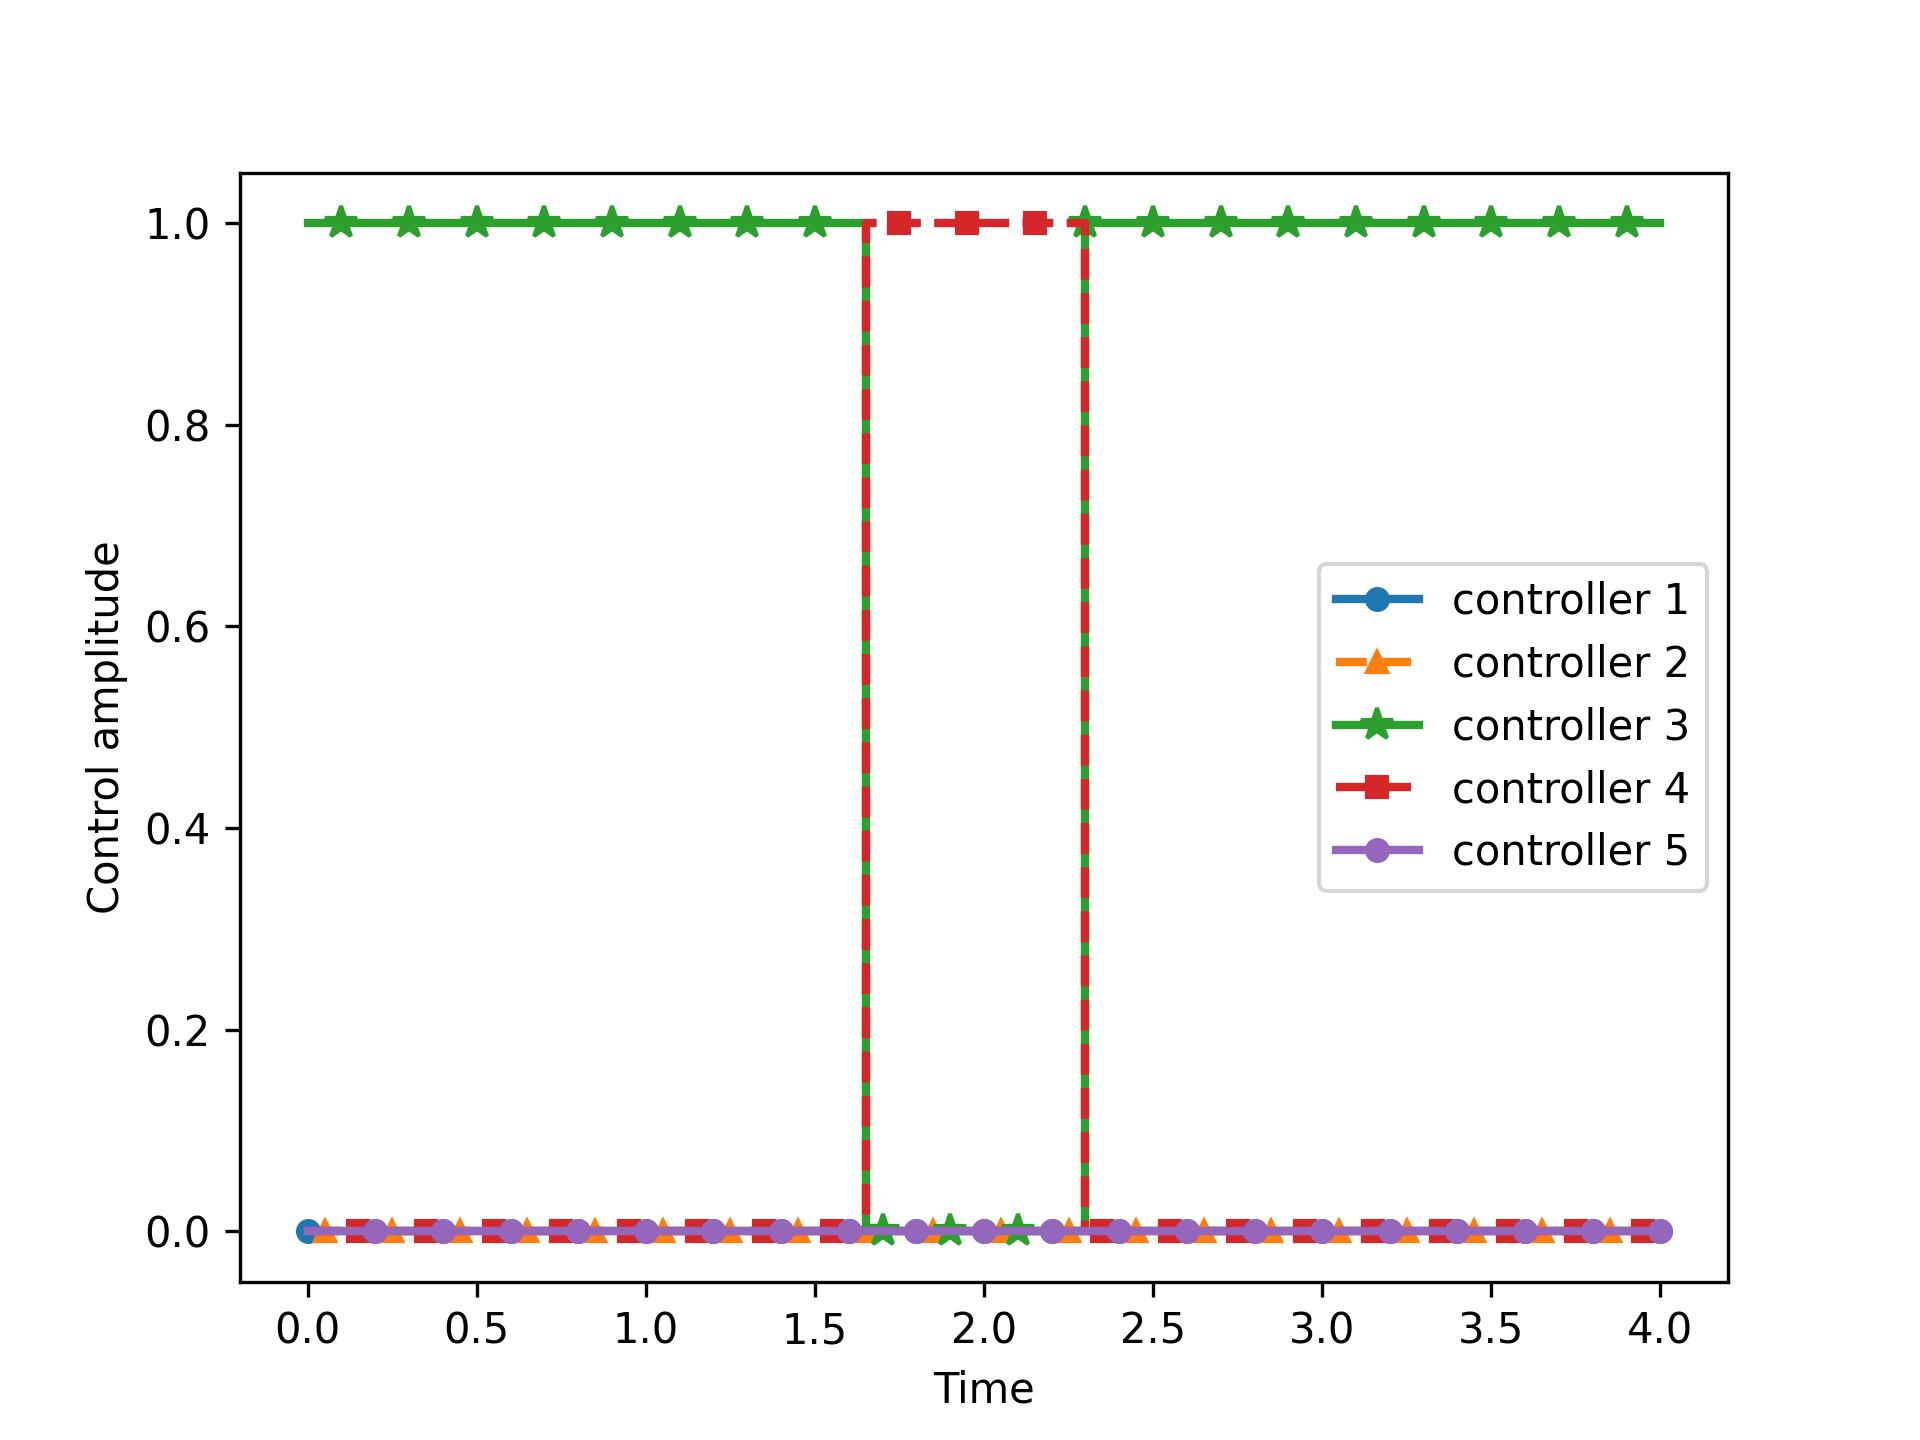 1.0
0.8
0.6
0.4
0.2
0.0
Control amplitude
controller 1
controller 2
controller 3
controller 4
controller 5
0.0 0.5 1.0 1.5 2.0 2.5 3.0 3.5 4.0
Time